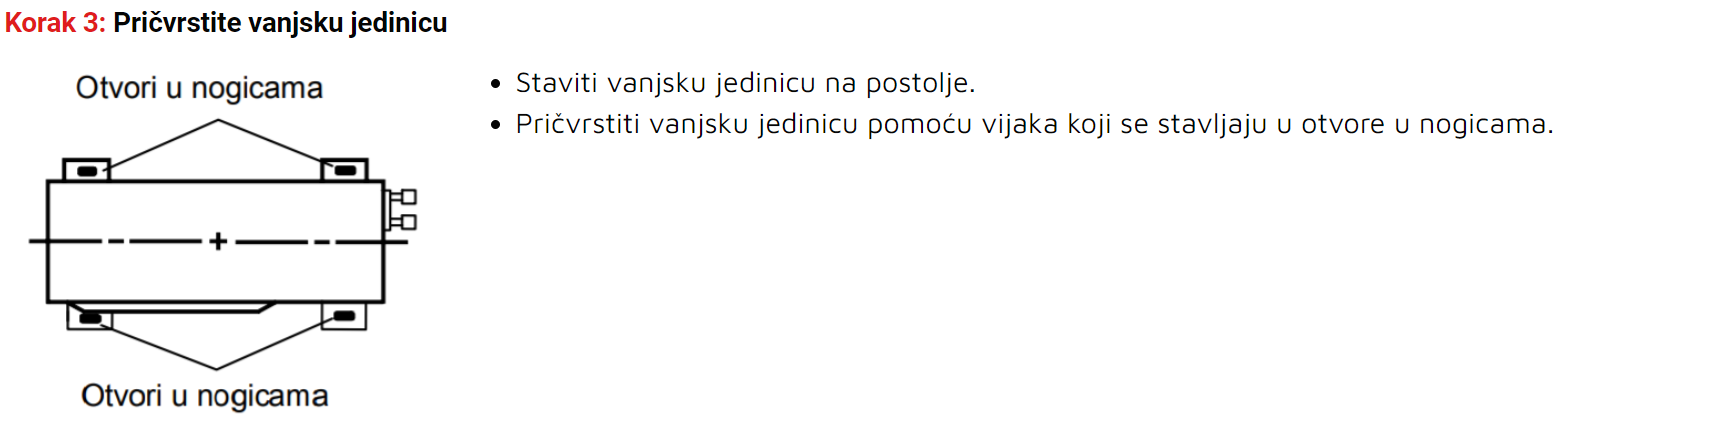 Korak 3: Pričvrstite vanjsku jedinicu
Otvori u nogicama
• Staviti vanjsku jedinicu na postolje.
• Pričvrstiti vanjsku jedinicu pomoću vijaka koji se stavljaju u otvore u nogicama.
Otvori u nogicama